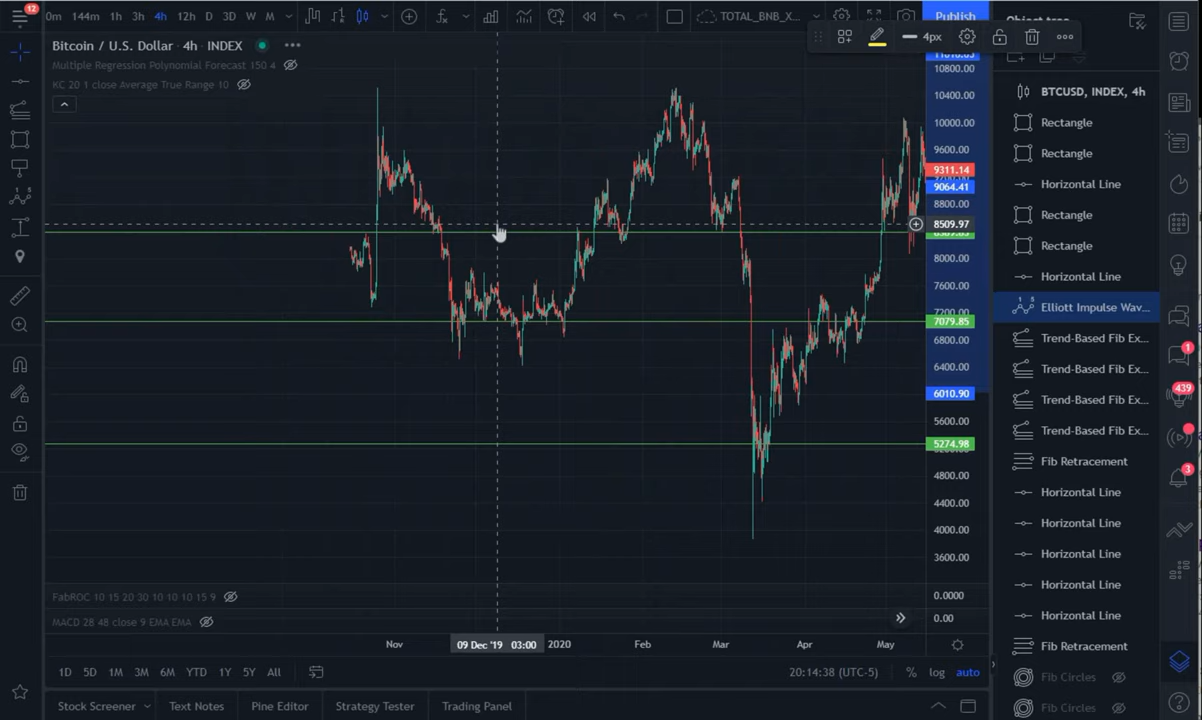 12
0m 144m 1h 3h 4h 12h D 3D W M TOTAL_BNB_X... Publish
Object tree
4px
Bitcoin / U.S. Dollar · 4h · INDEX
Multiple Regression Polynomial Forecast 150 4
KC 20 1 close Average True Range 10
10800.00
10400.00
10000.00
9600.00
9311.14
9064.41
8800.00
8509.97
8000.00
7600.00
7200.00
7079.85
6800.00
6400.00
6010.90
5600.00
5274.98
4800.00
4400.00
4000.00
3600.00
0.0000
0.00
BTCUSD, INDEX, 4h
Rectangle
Rectangle
Horizontal Line
Rectangle
Rectangle
Horizontal Line
Elliott Impulse Wav...
Trend-Based Fib Ex...
Trend-Based Fib Ex...
Trend-Based Fib Ex...
Trend-Based Fib Ex...
Fib Retracement
Horizontal Line
Horizontal Line
Horizontal Line
Horizontal Line
Horizontal Line
Fib Retracement
Fib Circles
Fib Circles
1
439
3
FabROC 10 15 20 30 10 10 10 15 9
MACD 28 48 close 9 EMA EMA
Nov 09 Dec '19 03:00 2020 Feb Mar Apr May
1D 5D 1M 3M 6M YTD 1Y 5Y All 20:14:38 (UTC-5) % log auto
Stock Screener Text Notes Pine Editor Strategy Tester Trading Panel